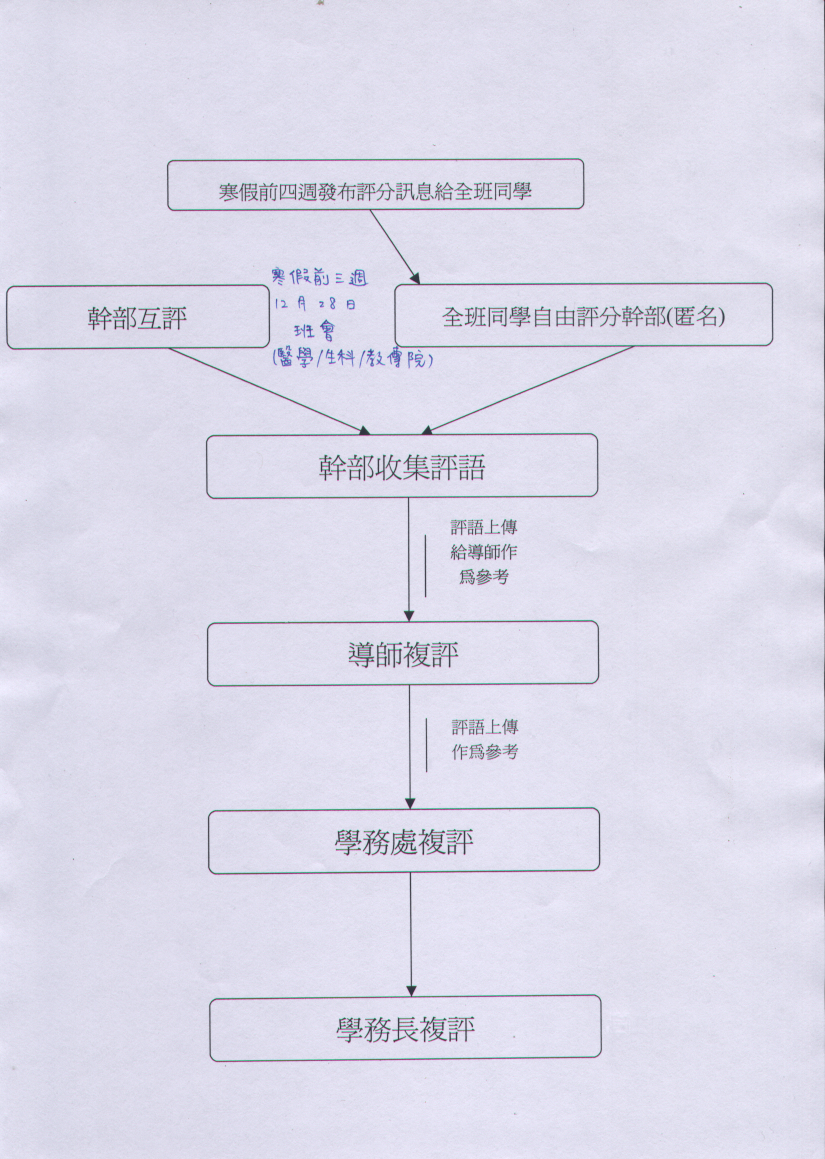 寒假前四週發布評分訊息給全班同學
幹部互評
寒假前三週
12月28日
班會
(醫學/生科/教傳院)
全班同學自由評分幹部(匿名)
幹部收集評語
評語上傳
給導師作
爲參考
導師複評
評語上傳
作爲參考
學務處複評
學務長複評